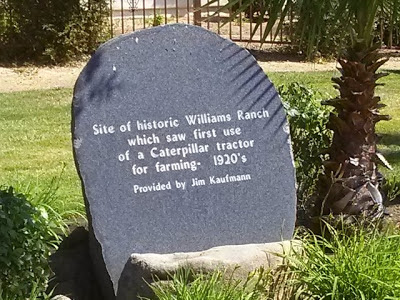 Site of historic Williams Ranch
which saw first use
of a Caterpillar tractor
for farming- 1920's
Provided by Jim Kaufmann